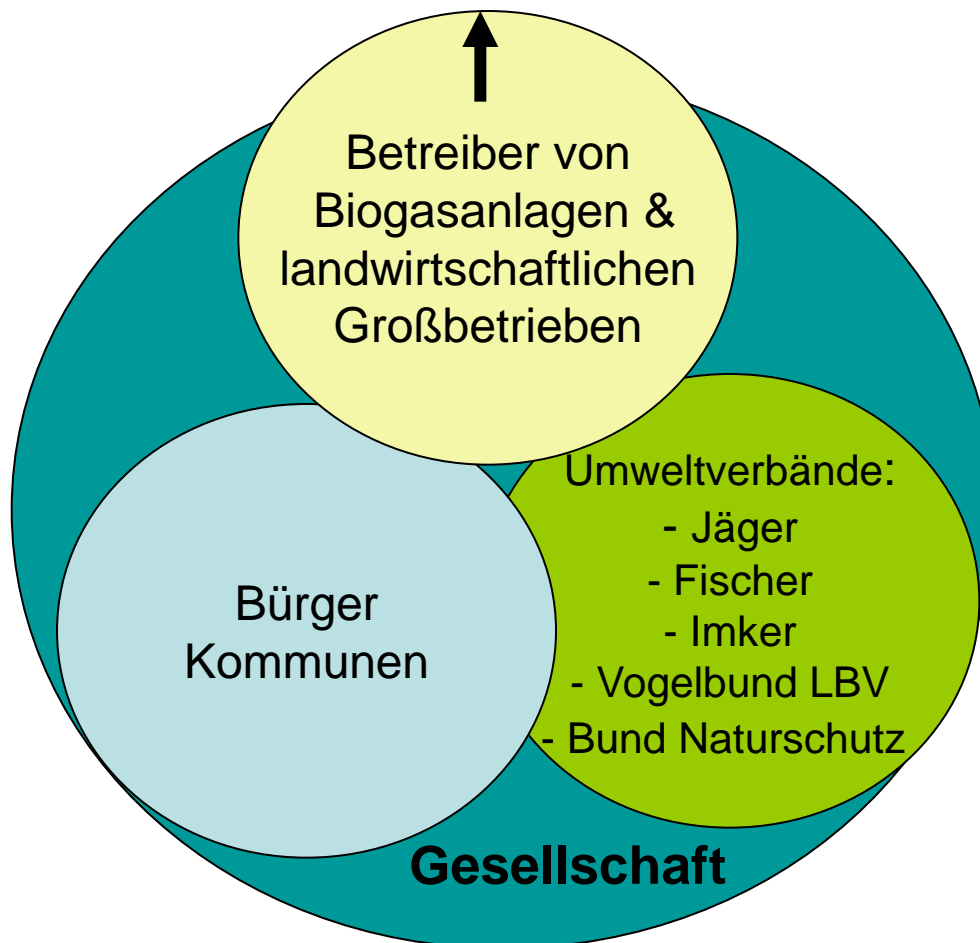 Betreiber von
Biogasanlagen &
landwirtschaftlichen
Großbetrieben
Umweltverbände:
- Jäger
- Fischer
- Imker
- Vogelbund LBV
- Bund Naturschutz
Bürger
Kommunen
Gesellschaft